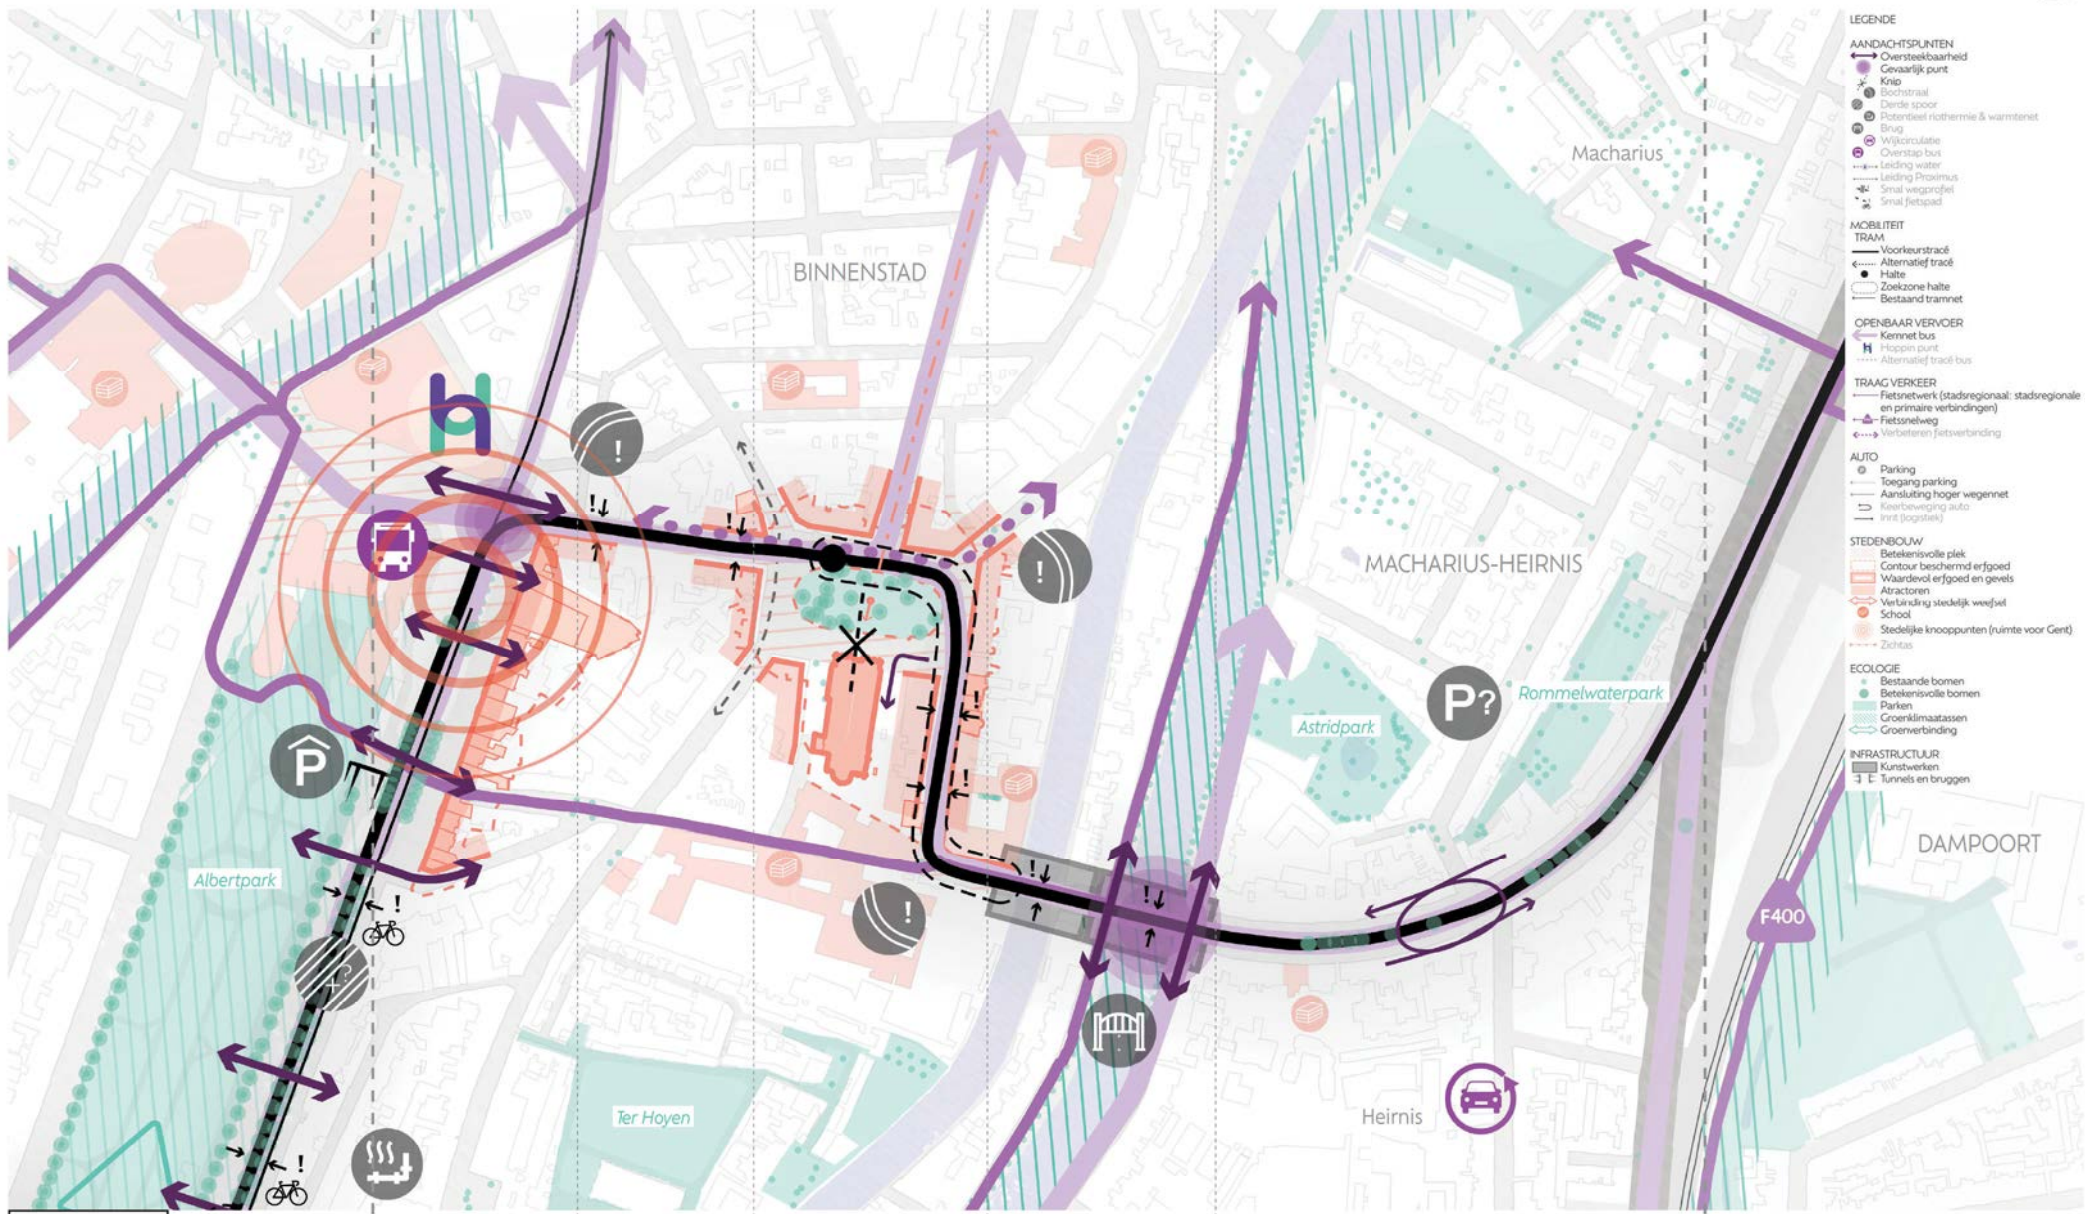 BINNENSTAD
Macharius
MACHARIUS-HEIRNIS
Rommelwaterpark
Astridpark
P?
P
!
!
!
Albertpark
Ter Hoyen
Heirnis
DAMPOORT
F400
LEGENDE
AANDACHTSPUNTEN
Oversteekbaarheid
Gevaarlijk punt
Knip
Bochstraal
Derde spoor
Potentieel riothermie & warmtenet
Brug
Wijkcirculatie
Overstap bus
Leiding water
Leiding Proximus
Smal wegprofiel
Smal fietspad
MOBILITEIT
TRAM
Voorkeurstracé
Alternatief tracé
Halte
Zoekzone halte
Bestaand tramnet
OPENBAAR VERVOER
Kernnet bus
Hoppin punt
Alternatief tracé bus
TRAAG VERKEER
Fietsnetwerk (stadsregionaal: stadsregionale
en primaire verbindingen)
Fietssnelweg
Verbeteren fietsverbinding
AUTO
Parking
Toegang parking
Aansluiting hoger wegennet
Keerbeweging auto
Inrit (logistiek)
STEDENBOUW
Betekenisvolle plek
Contour beschermd erfgoed
Waardevol erfgoed en gevels
Atractoren
Verbinding stedelijk weefsel
School
Stedelijke knooppunten (ruimte voor Gent)
Zichtas
ECOLOGIE
Bestaande bomen
Betekenisvolle bomen
Parken
Groenklimaatassen
Groenverbinding
INFRASTRUCTUUR
Kunstwerken
Tunnels en bruggen